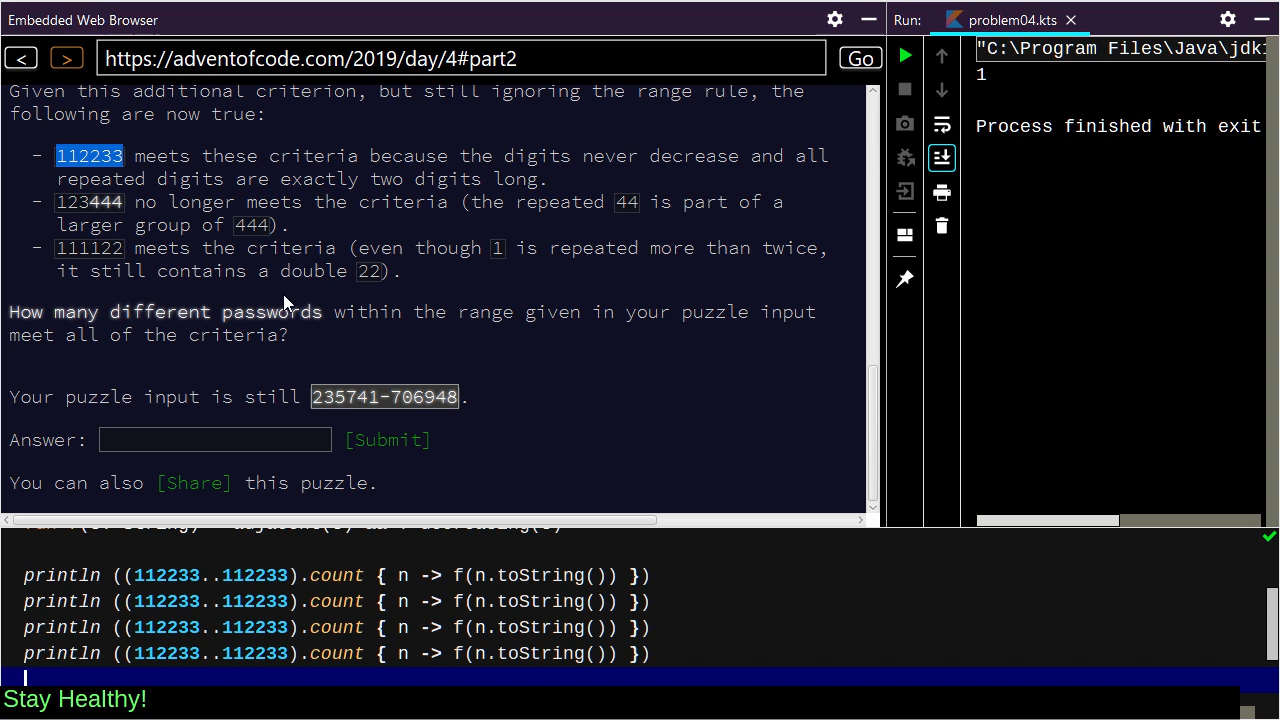 Embedded Web Browser
< > https://adventofcode.com/2019/day/4#part2 Go
Given this additional criterion, but still ignoring the range rule, the
following are now true:
- 112233 meets these criteria because the digits never decrease and all
repeated digits are exactly two digits long.
- 123444 no longer meets the criteria (the repeated 44 is part of a
larger group of 444).
- 111122 meets the criteria (even though 1 is repeated more than twice,
it still contains a double 22).
How many different passwords within the range given in your puzzle input
meet all of the criteria?
Your puzzle input is still 235741-706948.
Answer: [Submit]
You can also [Share] this puzzle.
Run: problem04.kts
"C:\Program Files\Java\jdk
1
Process finished with exit
println ((112233..112233).count { n -> f(n.toString()) })
println ((112233..112233).count { n -> f(n.toString()) })
println ((112233..112233).count { n -> f(n.toString()) })
println ((112233..112233).count { n -> f(n.toString()) })
Stay Healthy!